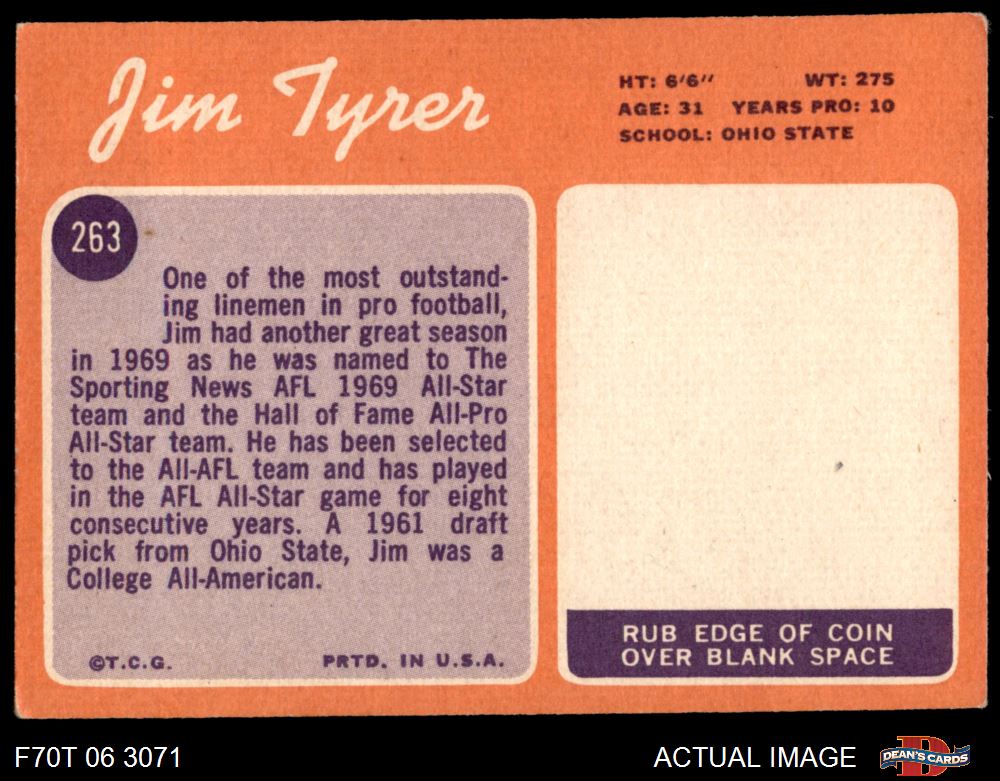 Jim Tyrer
HT: 6'6" WT: 275
AGE: 31 YEARS PRO: 10
SCHOOL: OHIO STATE
263
One of the most outstand-
ing linemen in pro football,
Jim had another great season
in 1969 as he was named to The
Sporting News AFL 1969 All-Star
team and the Hall of Fame All-Pro
All-Star team. He has been selected
to the All-AFL team and has played
in the AFL All-Star game for eight
consecutive years. A 1961 draft
pick from Ohio State, Jim was a
College All-American.
©T.C.G. PRTD. IN U.S.A.
RUB EDGE OF COIN
OVER BLANK SPACE
F70T 06 3071
ACTUAL IMAGE
DEAN'S CARDS